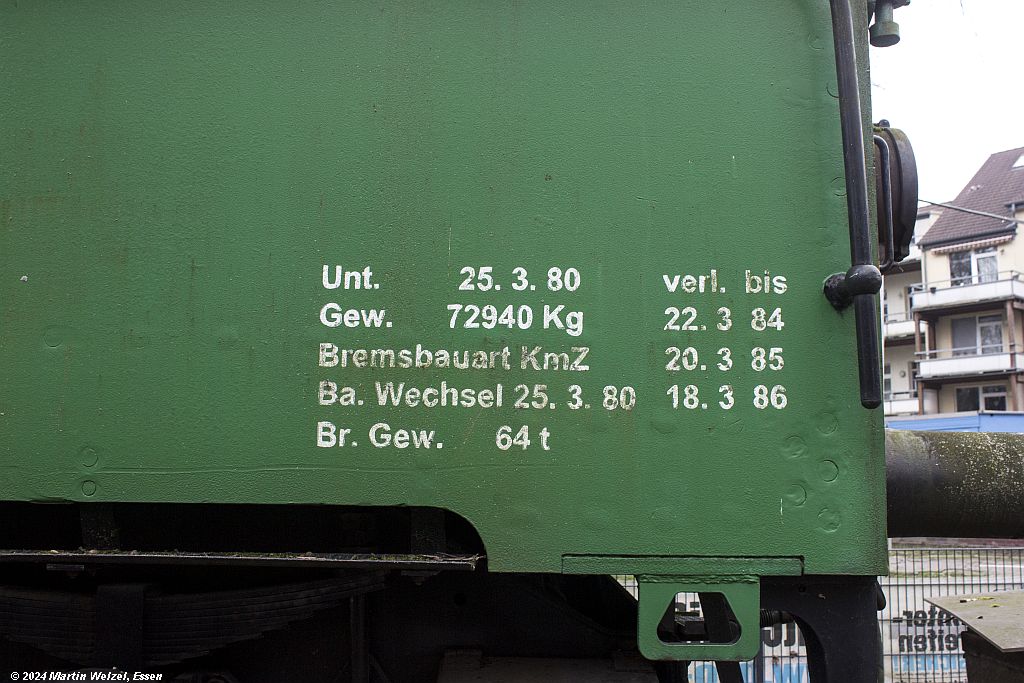 Unt. 25. 3. 80 verl. bis
Gew. 72940 Kg 22. 3 84
Bremsbauart KmZ 20. 3 85
Ba. Wechsel 25. 3. 80 18. 3 86
Br. Gew. 64 t
© 2024 Martin Welzel, Essen